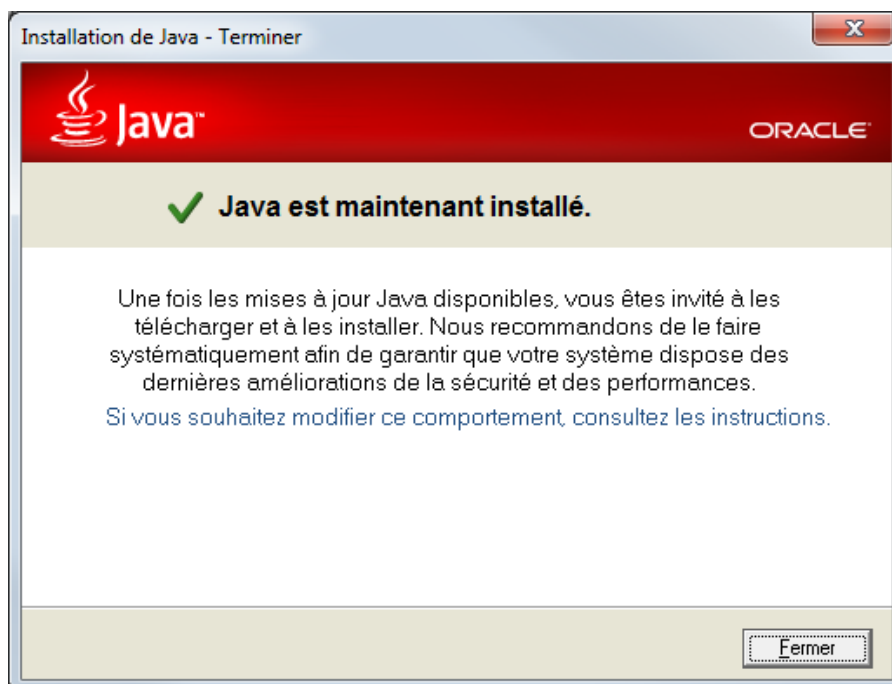 Installation de Java - Terminer
Java™
ORACLE
Java est maintenant installé.
Une fois les mises à jour Java disponibles, vous êtes invité à les
télécharger et à les installer. Nous recommandons de le faire
systématiquement afin de garantir que votre système dispose des
dernières améliorations de la sécurité et des performances.
Si vous souhaitez modifier ce comportement, consultez les instructions.
Fermer